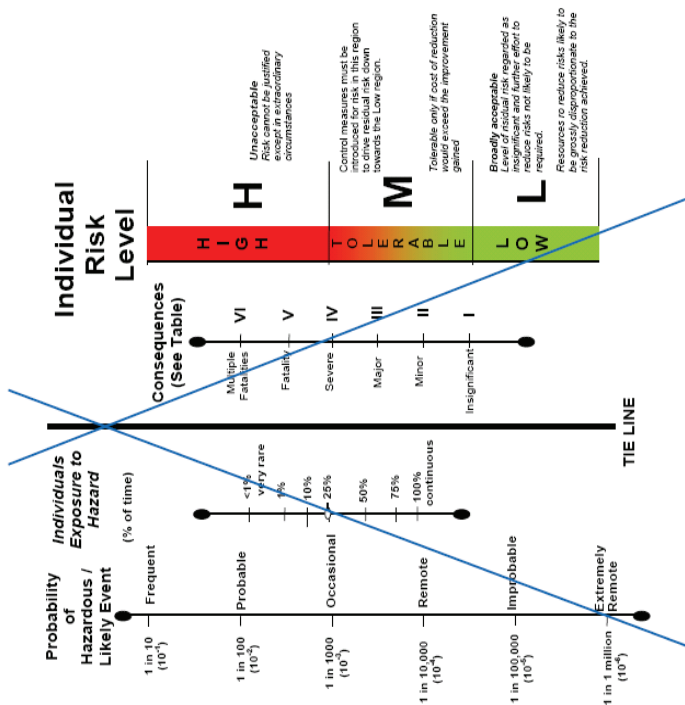 Probability
of
Hazardous /
Likely Event
1 in 10
(10⁻¹)
Frequent
1 in 100
(10⁻²)
Probable
1 in 1000
(10⁻³)
Occasional
1 in 10,000
(10⁻⁴)
Remote
1 in 100,000
(10⁻⁵)
Improbable
1 in 1 million
(10⁻⁶)
Extremely
Remote
Individuals
Exposure to
Hazard
(% of time)
<1%
very rare
1%
10%
25%
50%
75%
100%
continuous
TIE LINE
Consequences
(See Table)
Multiple
Fatalities
VI
Fatality
V
Severe
IV
Major
III
Minor
II
Insignificant
I
Individual
Risk
Level
HIGH
TOLERABLE
LOW
H
M
L
Unacceptable
Risk cannot be justified
except in extraordinary
circumstances
Control measures must be
introduced for risk in this region
to drive residual risk down
towards the Low region.
Tolerable only if cost of reduction
would exceed the improvement
gained
Broadly acceptable
Level of risidual risk regarded as
insignificant and further effort to
reduce risks not likely to be
required.
Resources ro reduce risks likely to
be grossly disproportionate to the
risk reduction achieved.